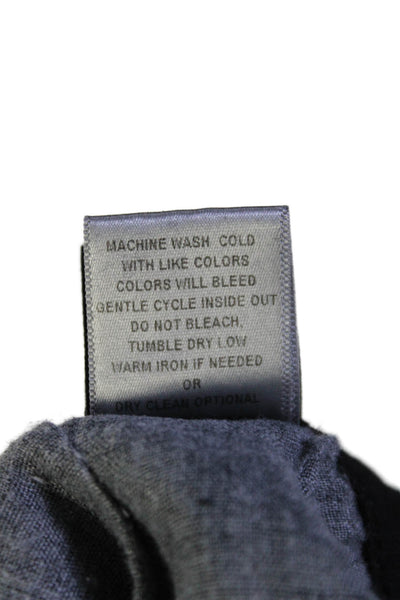 MACHINE WASH COLD
WITH LIKE COLORS
COLORS WILL BLEED
GENTLE CYCLE INSIDE OUT
DO NOT BLEACH.
TUMBLE DRY LOW
WARM IRON IF NEEDED
OR
DRY CLEAN OPTIONAL